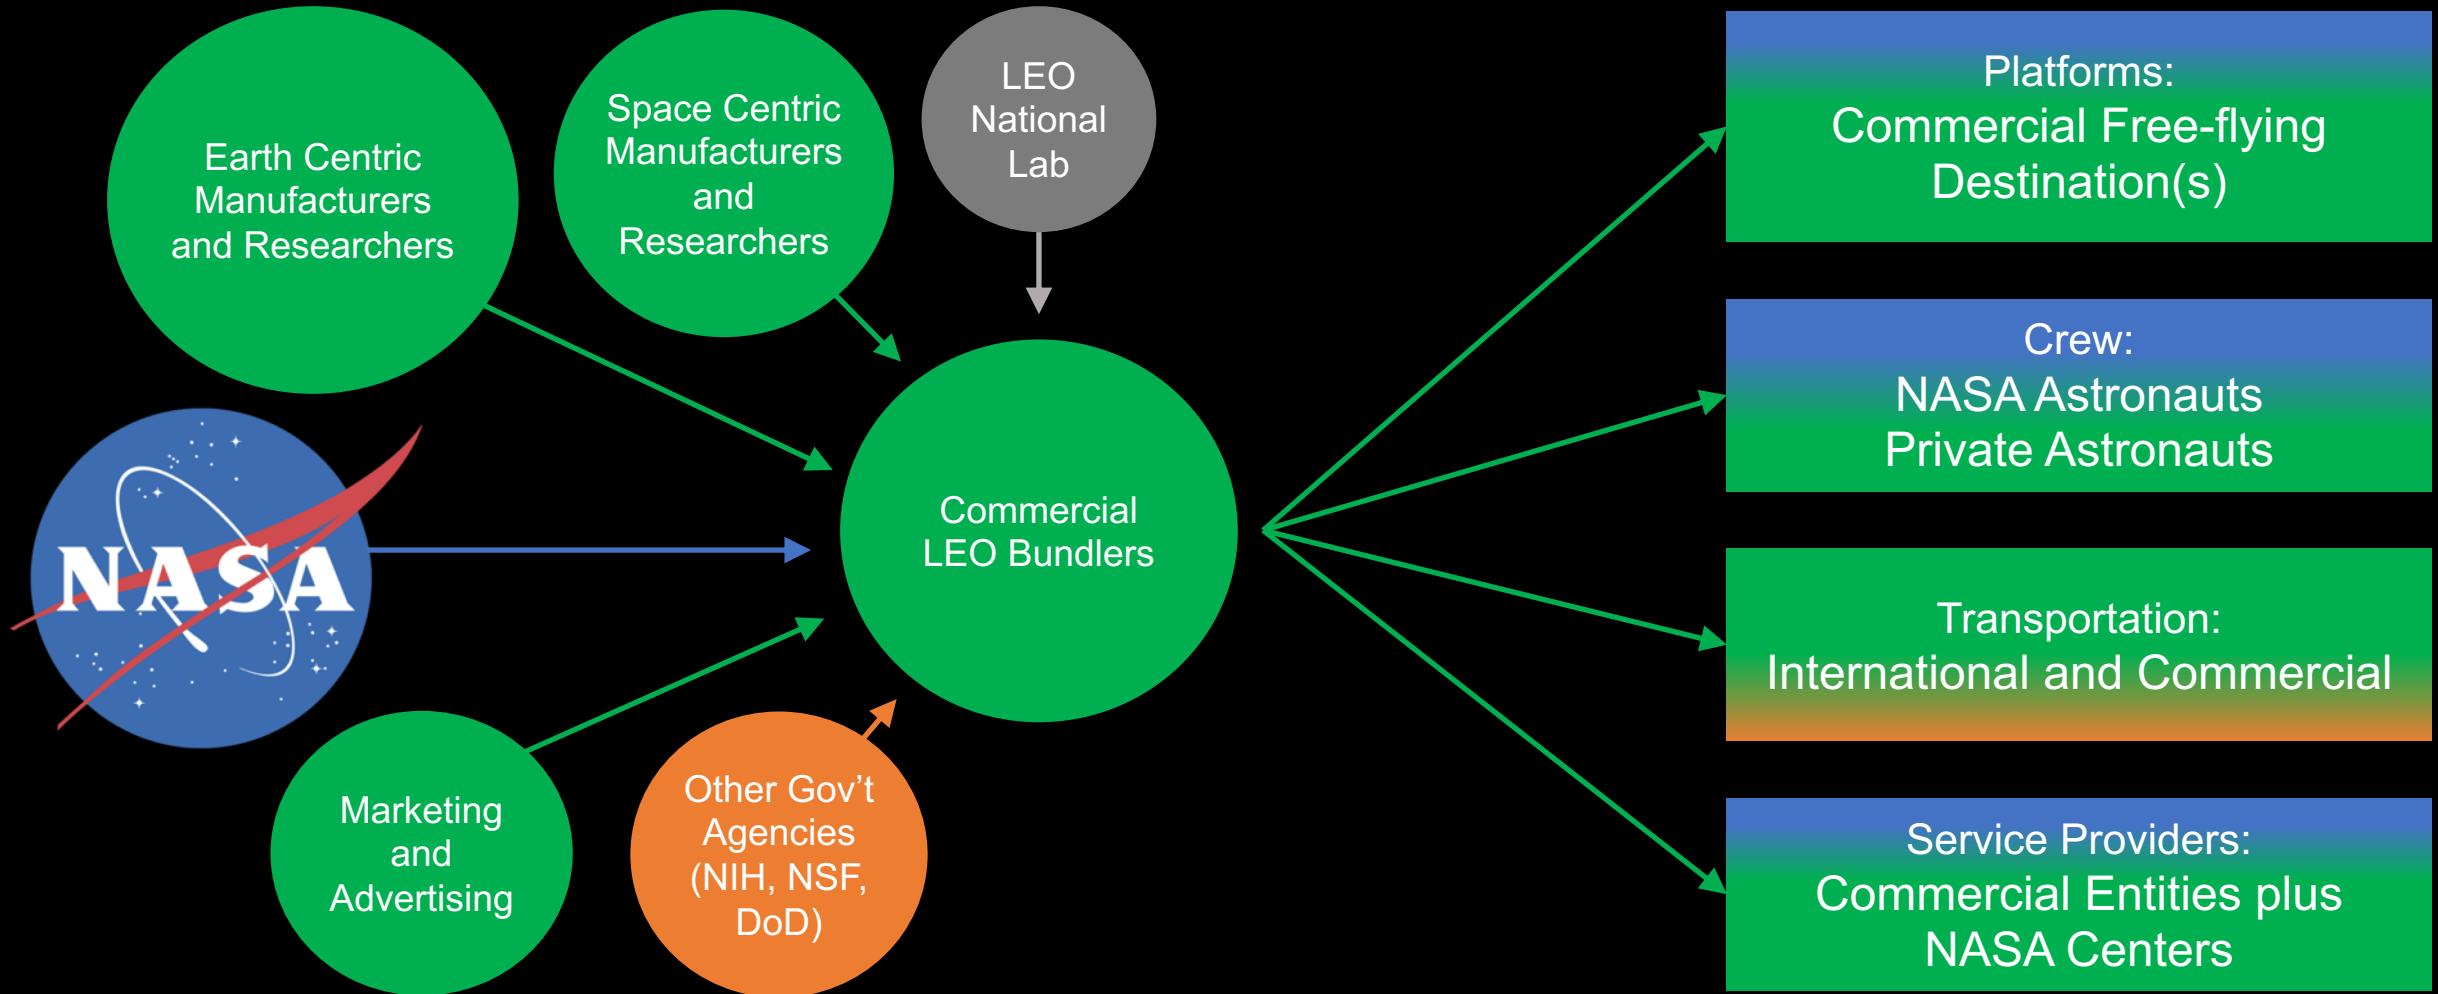 Earth Centric
Manufacturers
and Researchers
Space Centric
Manufacturers
and
Researchers
LEO
National
Lab
NASA
Commercial
LEO Bundlers
Marketing
and
Advertising
Other Gov’t
Agencies
(NIH, NSF,
DoD)
Platforms:
Commercial Free-flying
Destination(s)
Crew:
NASA Astronauts
Private Astronauts
Transportation:
International and Commercial
Service Providers:
Commercial Entities plus
NASA Centers